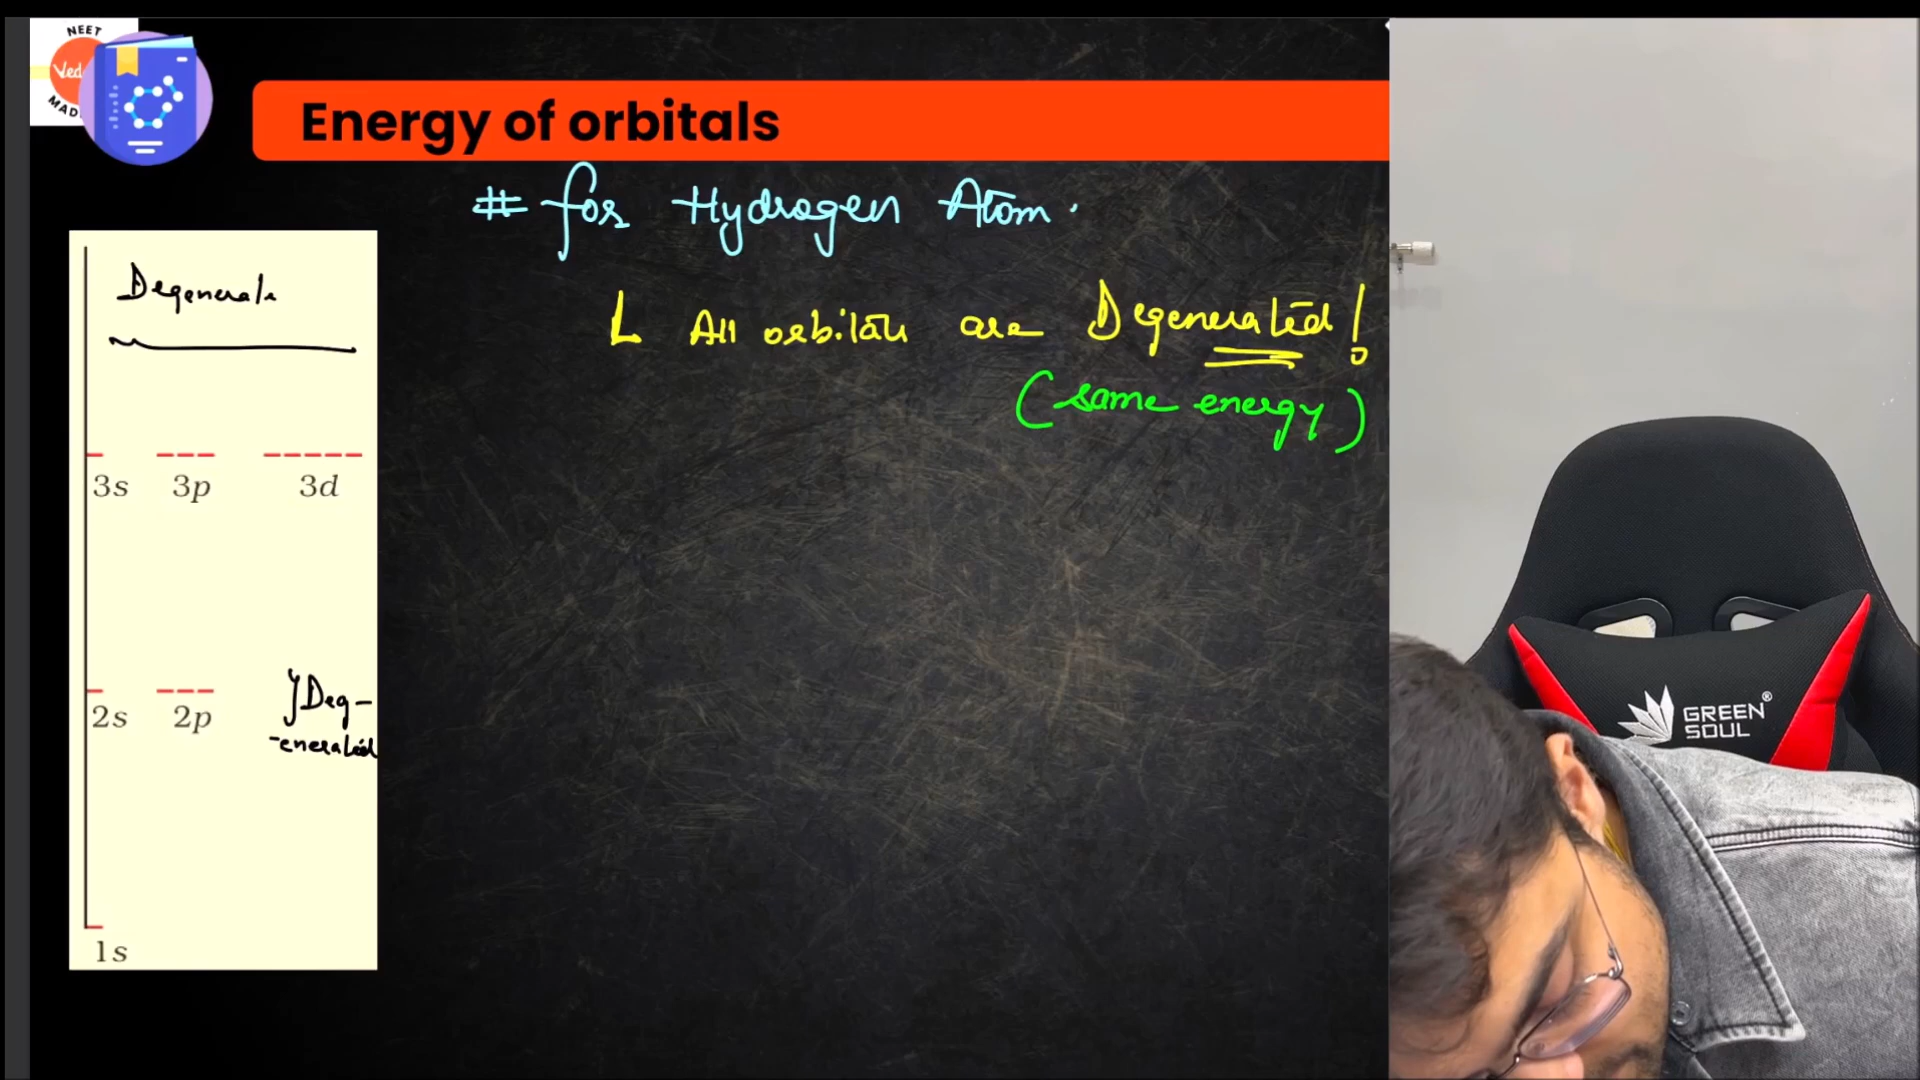 NEET
Ved
MAD
Energy of orbitals
# for Hydrogen Atom.
L All orbitals are Degenerated!
(same energy)
Degenerate
3s 3p 3d
2s 2p }Deg-
-enerated
1s
GREEN
SOUL®